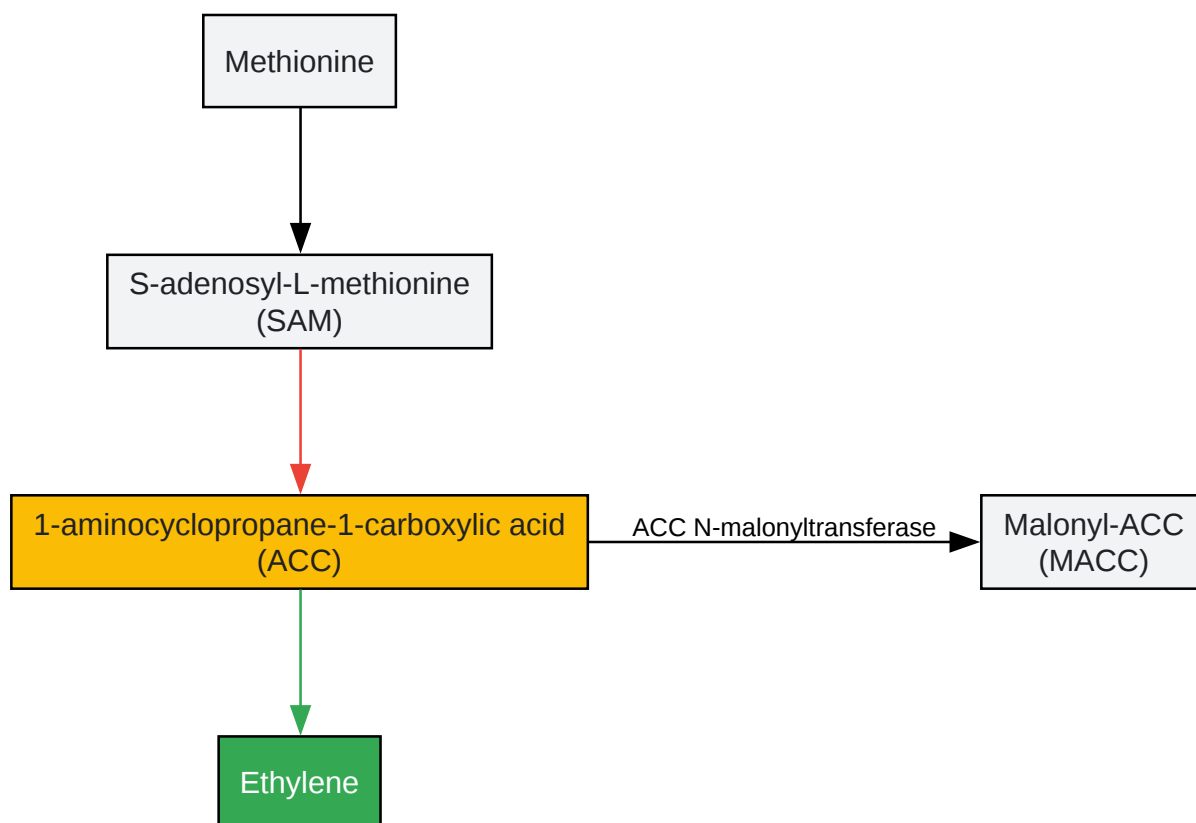 Methionine
S-adenosyl-L-methionine
(SAM)
1-aminocyclopropane-1-carboxylic acid
(ACC)
ACC N-malonyltransferase
Malonyl-ACC
(MACC)
Ethylene